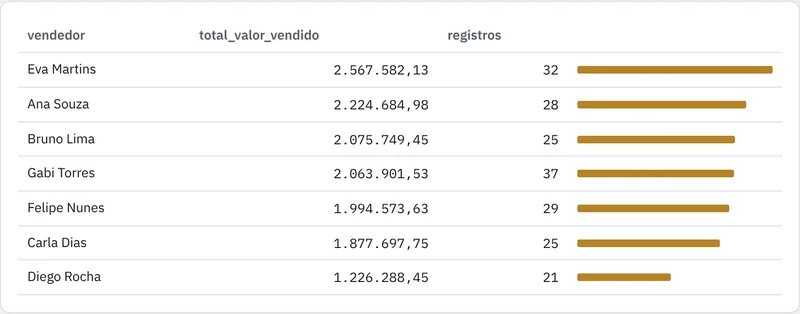 vendedor total_valor_vendido registros
Eva Martins 2.567.582,13 32
Ana Souza 2.224.684,98 28
Bruno Lima 2.075.749,45 25
Gabi Torres 2.063.901,53 37
Felipe Nunes 1.994.573,63 29
Carla Dias 1.877.697,75 25
Diego Rocha 1.226.288,45 21